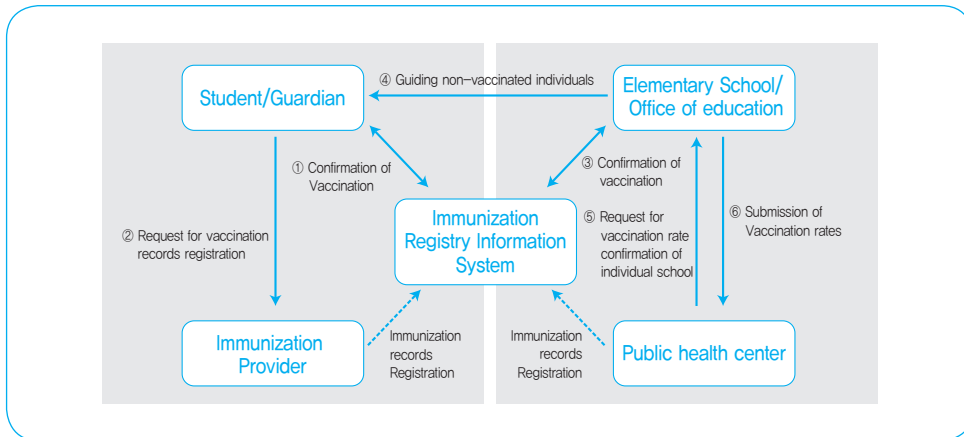 ④ Guiding non-vaccinated individuals
Student/Guardian
Elementary School/
Office of education
① Confirmation of
Vaccination
③ Confirmation of
vaccination
② Request for vaccination
records registration
Immunization
Registry Information
System
⑤ Request for
vaccination rate
confirmation of
individual school
⑥ Submission of
Vaccination rates
Immunization
Provider
Immunization
records
Registration
Immunization
records
Registration
Public health center